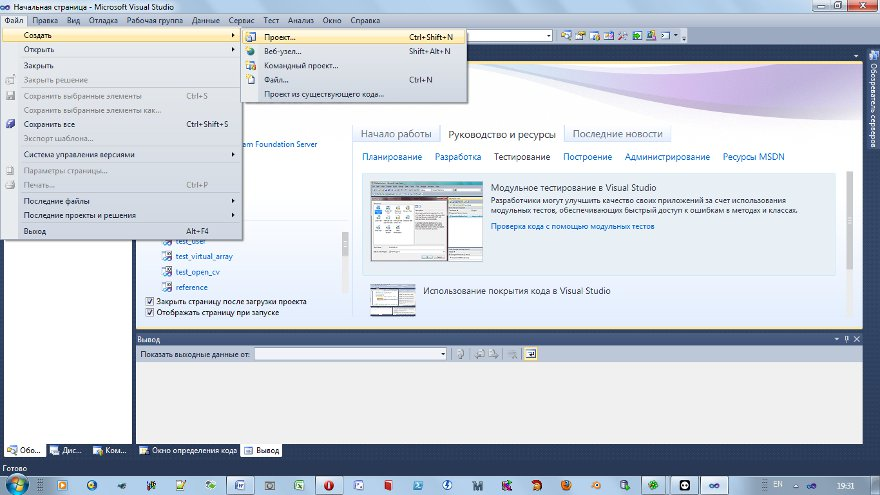 Начальная страница - Microsoft Visual Studio
Файл Правка Вид Отладка Рабочая группа Данные Сервис Тест Анализ Окно Справка
Создать
Открыть
Закрыть
Закрыть решение
Сохранить выбранные элементы Ctrl+S
Сохранить выбранные элементы как...
Сохранить все Ctrl+Shift+S
Экспорт шаблона...
Система управления версиями
Параметры страницы...
Печать... Ctrl+P
Последние файлы
Последние проекты и решения
Выход Alt+F4
Проект... Ctrl+Shift+N
Веб-узел... Shift+Alt+N
Командный проект...
Файл... Ctrl+N
Проект из существующего кода...
Обозреватель серверов
am Foundation Server
test_user
test_virtual_array
test_open_cv
reference
Закрыть страницу после загрузки проекта
Отображать страницу при запуске
Начало работы Руководство и ресурсы Последние новости
Планирование Разработка Тестирование Построение Администрирование Ресурсы MSDN
Модульное тестирование в Visual Studio
Разработчики могут улучшить качество своих приложений за счет использования
модульных тестов, обеспечивающих быстрый доступ к ошибкам в методах и классах.
Проверка кода с помощью модульных тестов
Использование покрытия кода в Visual Studio
Вывод
Показать выходные данные от:
Обо... Дис... Ком... Окно определения кода Вывод
Готово
EN 19:31